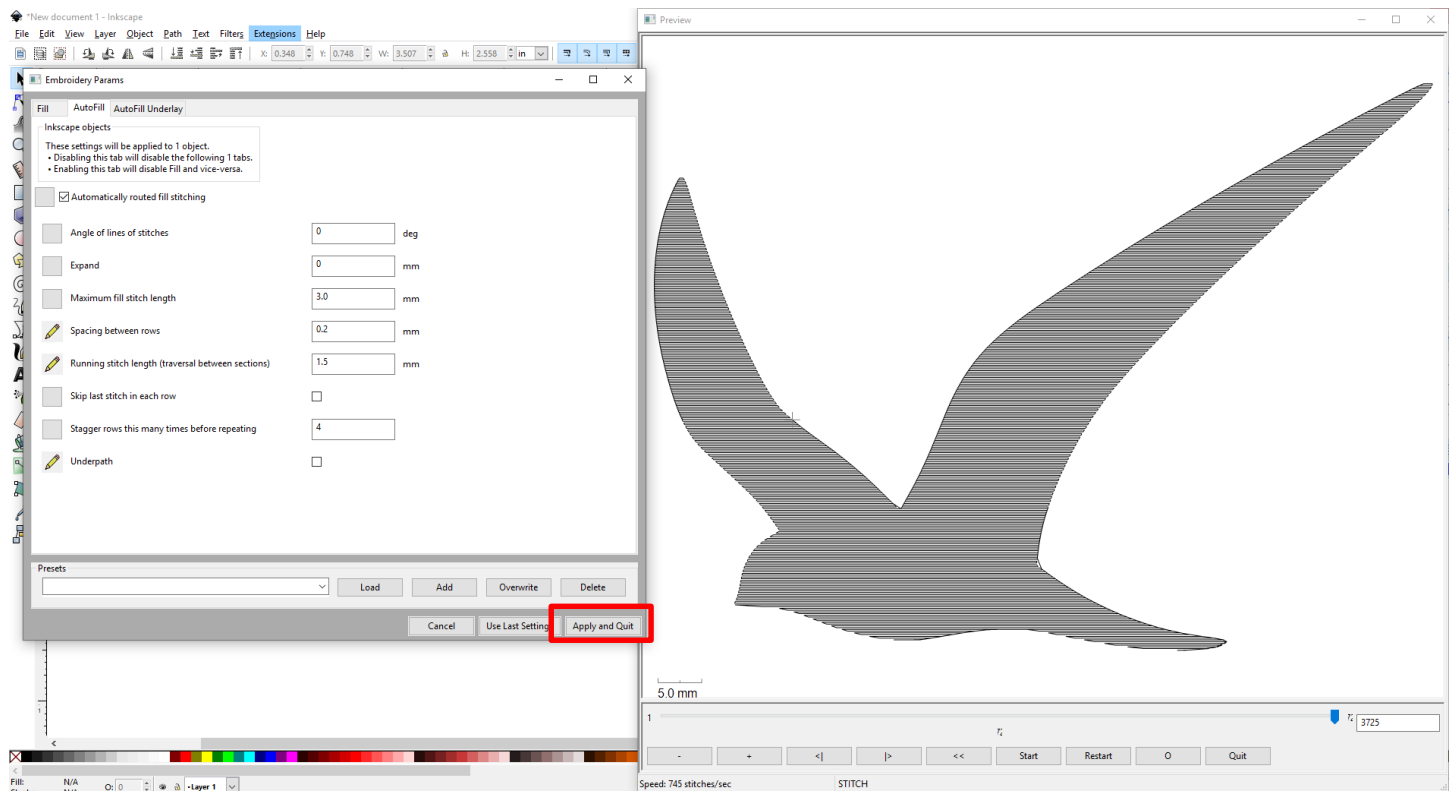 *New document 1 - Inkscape
File Edit View Layer Object Path Text Filters Extensions Help
X: 0.348 Y: 0.748 W: 3.507 H: 2.558 in
Embroidery Params
Fill AutoFill AutoFill Underlay
Inkscape objects
These settings will be applied to 1 object.
• Disabling this tab will disable the following 1 tabs.
• Enabling this tab will disable Fill and vice-versa.
Automatically routed fill stitching
Angle of lines of stitches 0 deg
Expand 0 mm
Maximum fill stitch length 3.0 mm
Spacing between rows 0.2 mm
Running stitch length (traversal between sections) 1.5 mm
Skip last stitch in each row
Stagger rows this many times before repeating 4
Underpath
Presets
Load Add Overwrite Delete
Cancel Use Last Setting Apply and Quit
1
Fill: N/A
O: 0 -Layer 1
Preview
5.0 mm
1 3725
- + <| |> << Start Restart O Quit
Speed: 745 stitches/sec STITCH